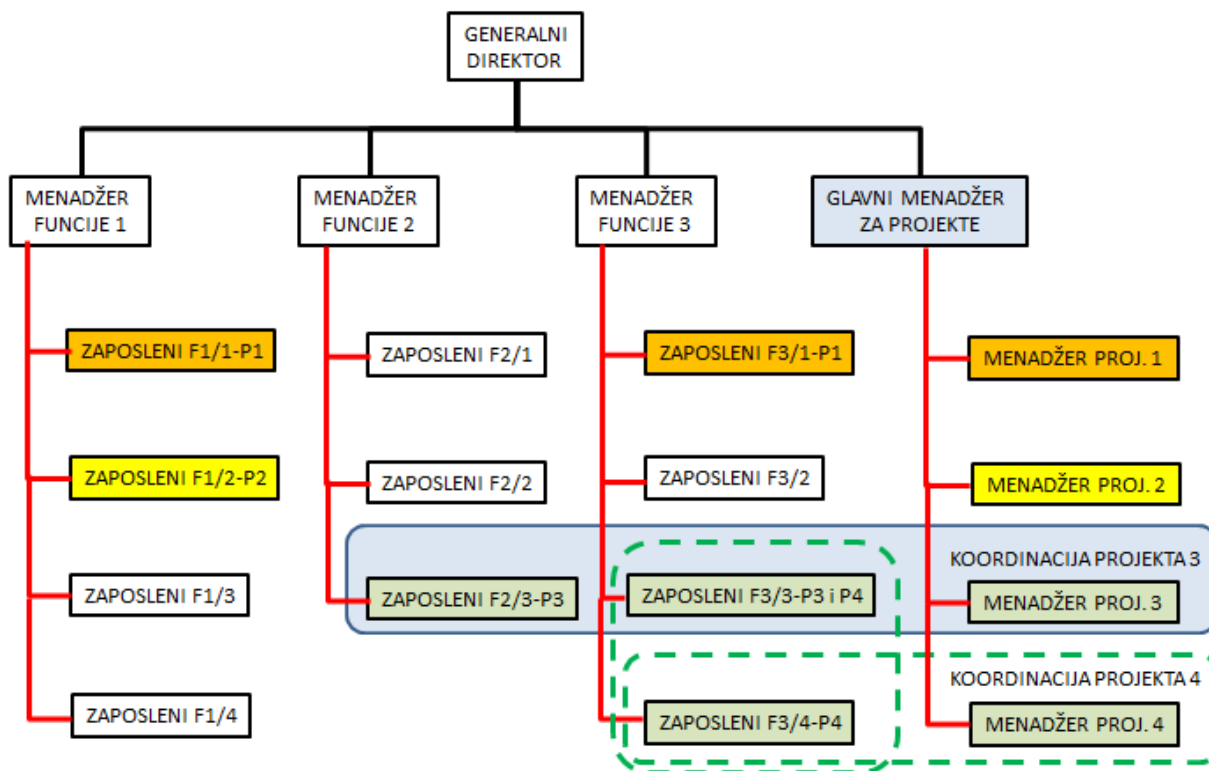 GENERALNI
DIREKTOR
MENADŽER
FUNCIJE 1
MENADŽER
FUNCIJE 2
MENADŽER
FUNCIJE 3
GLAVNI MENADŽER
ZA PROJEKTE
ZAPOSLENI F1/1-P1
ZAPOSLENI F2/1
ZAPOSLENI F3/1-P1
MENADŽER PROJ. 1
ZAPOSLENI F1/2-P2
ZAPOSLENI F2/2
ZAPOSLENI F3/2
MENADŽER PROJ. 2
KOORDINACIJA PROJEKTA 3
ZAPOSLENI F1/3
ZAPOSLENI F2/3-P3
ZAPOSLENI F3/3-P3 i P4
MENADŽER PROJ. 3
KOORDINACIJA PROJEKTA 4
ZAPOSLENI F1/4
ZAPOSLENI F3/4-P4
MENADŽER PROJ. 4